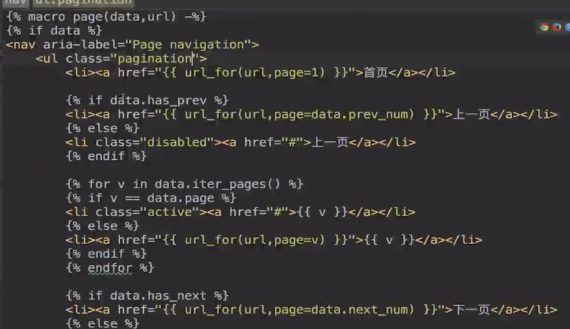 nav ul.pagination
{% macro page(data,url) -%}
{% if data %}
<nav aria-label="Page navigation">
<ul class="pagination">
<li><a href="{{ url_for(url,page=1) }}">首页</a></li>
{% if data.has_prev %}
<li><a href="{{ url_for(url,page=data.prev_num) }}">上一页</a></li>
{% else %}
<li class="disabled"><a href="#">上一页</a></li>
{% endif %}
{% for v in data.iter_pages() %}
{% if v == data.page %}
<li class="active"><a href="#">{{ v }}</a></li>
{% else %}
<li><a href="{{ url_for(url,page=v) }}">{{ v }}</a></li>
{% endif %}
{% endfor %}
{% if data.has_next %}
<li><a href="{{ url_for(url,page=data.next_num) }}">下一页</a></li>
{% else %}